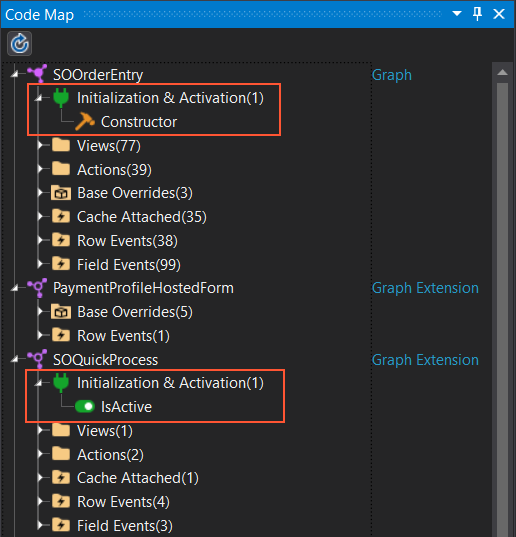 Code Map
SOOrderEntry Graph
Initialization & Activation(1)
Constructor
Views(77)
Actions(39)
Base Overrides(3)
Cache Attached(35)
Row Events(38)
Field Events(99)
PaymentProfileHostedForm Graph Extension
Base Overrides(5)
Row Events(1)
SOQuickProcess Graph Extension
Initialization & Activation(1)
IsActive
Views(1)
Actions(2)
Cache Attached(1)
Row Events(4)
Field Events(3)